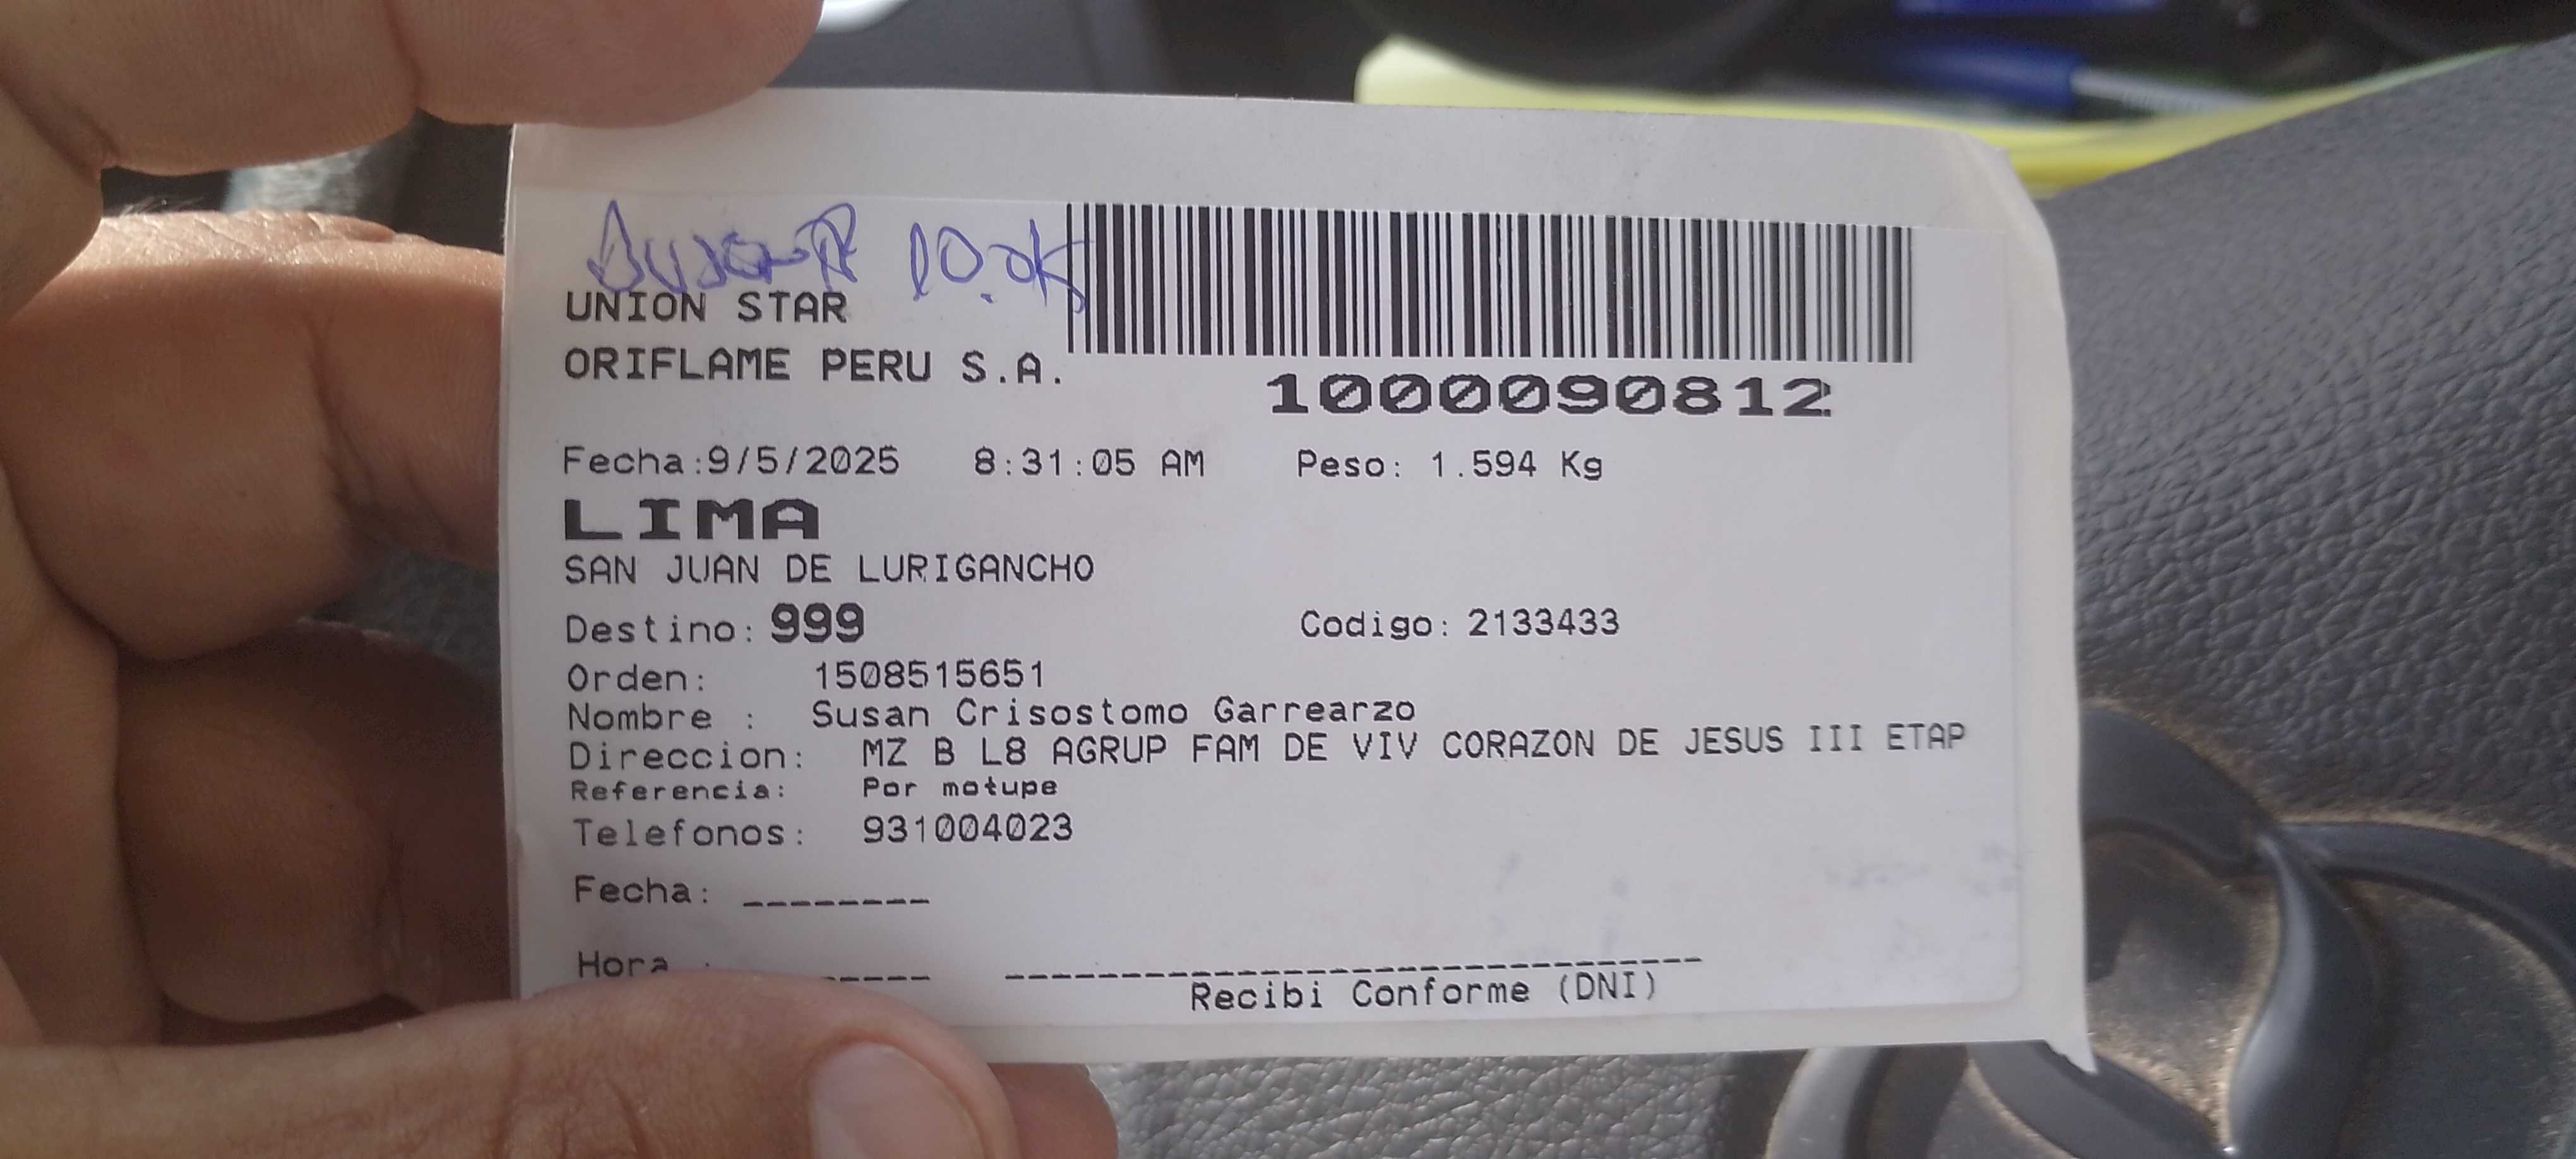 10.ok
UNION STAR
ORIFLAME PERU S.A.
1000090812
Fecha:9/5/2025 8:31:05 AM Peso: 1.594 Kg
LIMA
SAN JUAN DE LURIGANCHO
Destino: 999 Codigo: 2133433
Orden: 1508515651
Nombre : Susan Crisostomo Garrearzo
Direccion: MZ B L8 AGRUP FAM DE VIV CORAZON DE JESUS III ETAP
Referencia: Por motupe
Telefonos: 931004023
Fecha: ________
Hora
Recibi Conforme (DNI)